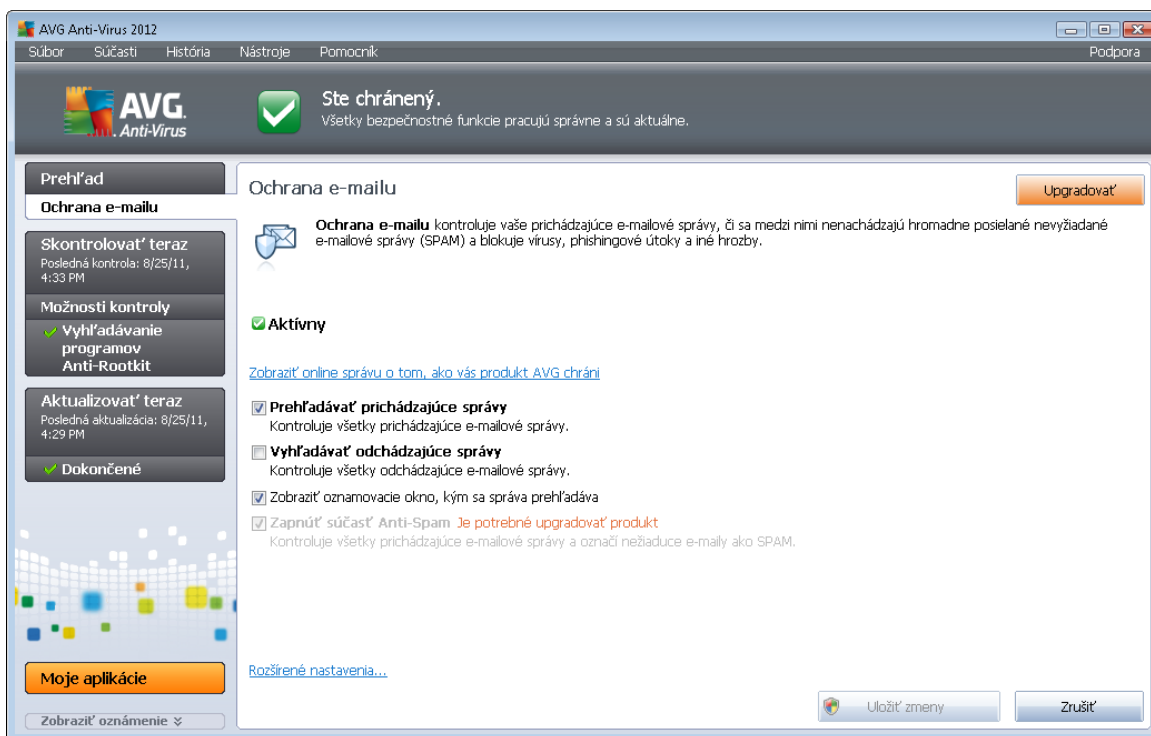 AVG Anti-Virus 2012
Súbor Súčasti História Nástroje Pomocník Podpora
AVG.
Anti-Virus
Ste chránený.
Všetky bezpečnostné funkcie pracujú správne a sú aktuálne.
Prehľad
Ochrana e-mailu
Skontrolovať teraz
Posledná kontrola: 8/25/11,
4:33 PM
Možnosti kontroly
Vyhľadávanie
programov
Anti-Rootkit
Aktualizovať teraz
Posledná aktualizácia: 8/25/11,
4:29 PM
Dokončené
Moje aplikácie
Zobraziť oznámenie
Ochrana e-mailu
Upgradovať
Ochrana e-mailu kontroluje vaše prichádzajúce e-mailové správy, či sa medzi nimi nenachádzajú hromadne posielané nevyžiadané
e-mailové správy (SPAM) a blokuje vírusy, phishingové útoky a iné hrozby.
Aktívny
Zobraziť online správu o tom, ako vás produkt AVG chráni
Prehľadávať prichádzajúce správy
Kontroluje všetky prichádzajúce e-mailové správy.
Vyhľadávať odchádzajúce správy
Kontroluje všetky odchádzajúce e-mailové správy.
Zobraziť oznamovacie okno, kým sa správa prehľadáva
Zapnúť súčasť Anti-Spam Je potrebné upgradovať produkt
Kontroluje všetky prichádzajúce e-mailové správy a označí nežiaduce e-maily ako SPAM.
Rozšírené nastavenia...
Uložiť zmeny
Zrušiť